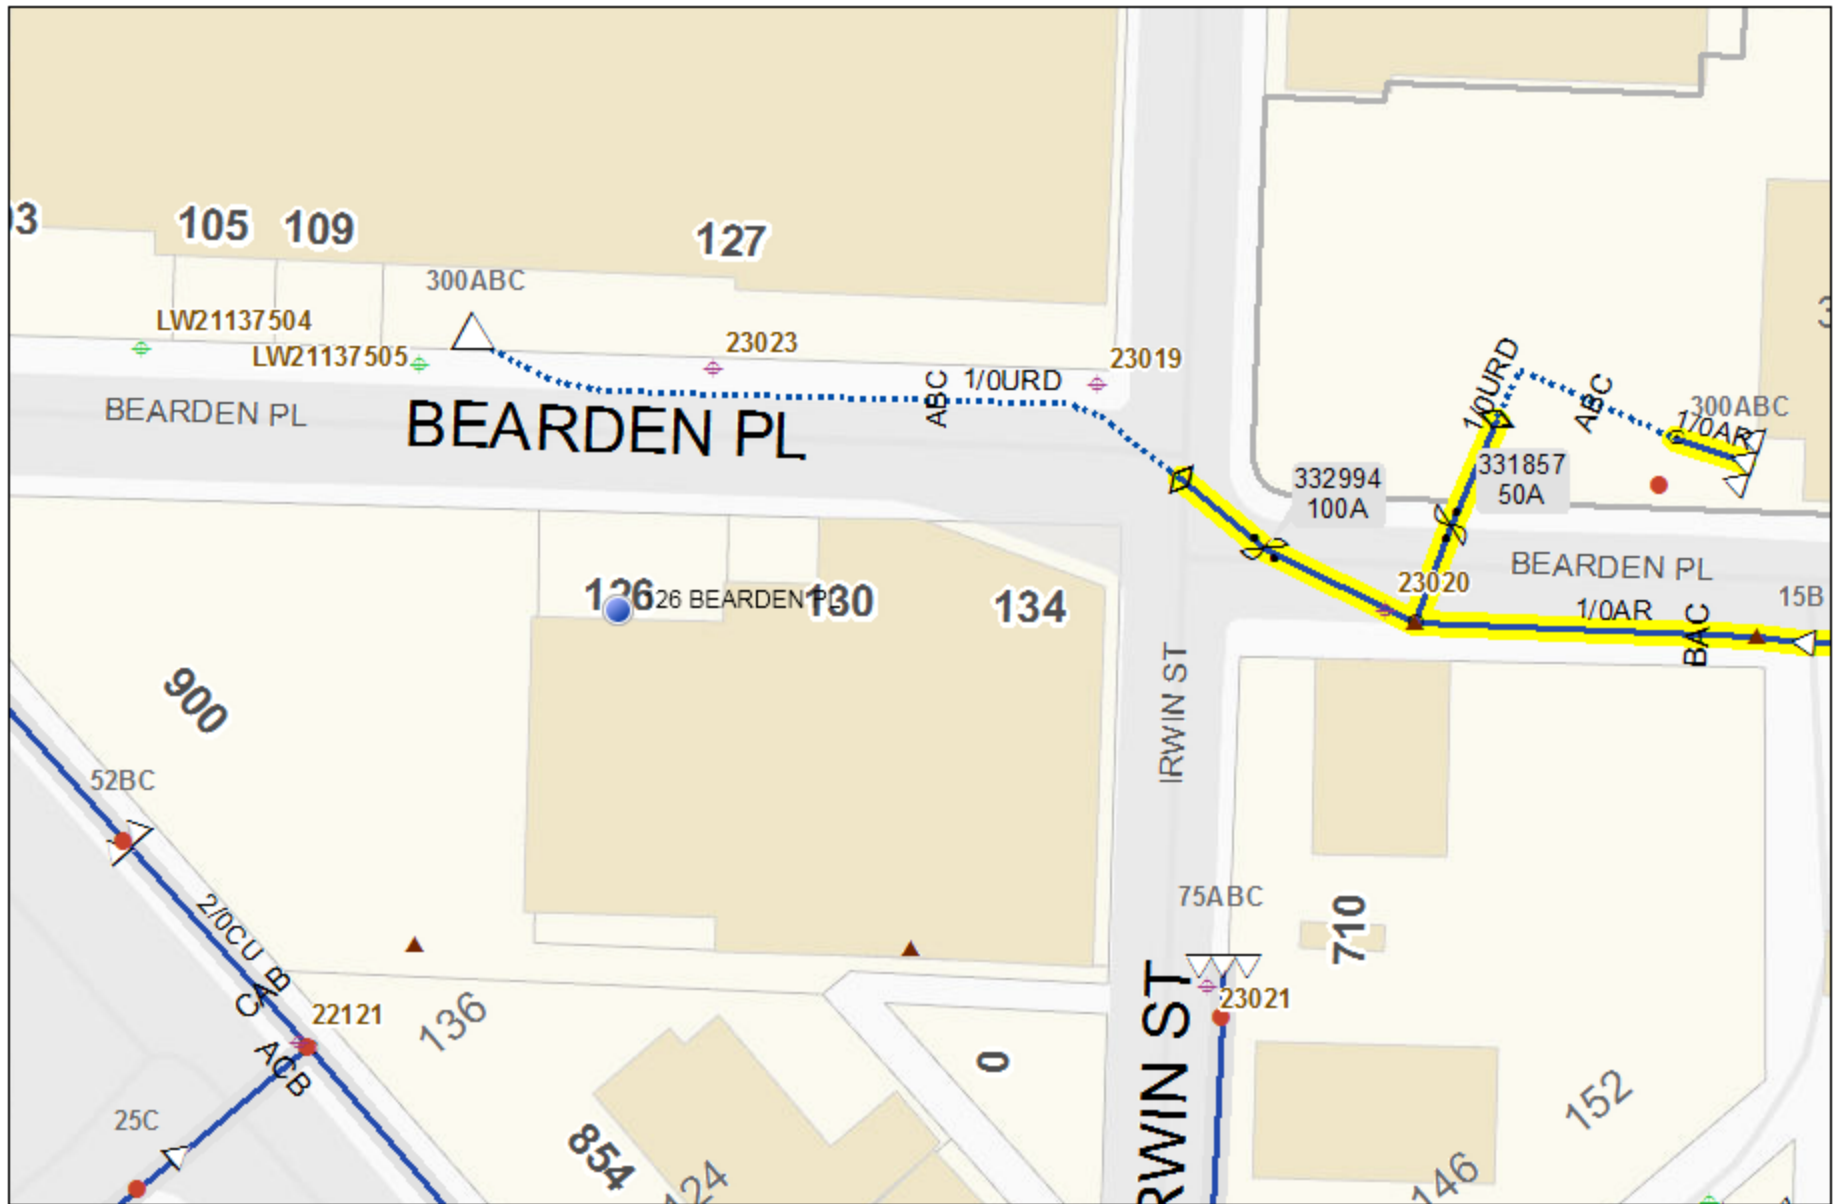 105
109
127
300ABC
LW21137504
LW21137505
23023
23019
ABC
1/0URD
BEARDEN PL
BEARDEN PL
1/0URD
ABC
300ABC
1/0AR
332994
100A
331857
50A
23020
BEARDEN PL
15B
1/0AR
BAC
126
126 BEARDEN PL
130
134
IRWIN ST
900
52BC
2/0CU B
CAB
22121
ACB
25C
136
854
124
0
75ABC
23021
710
IRWIN ST
152
146